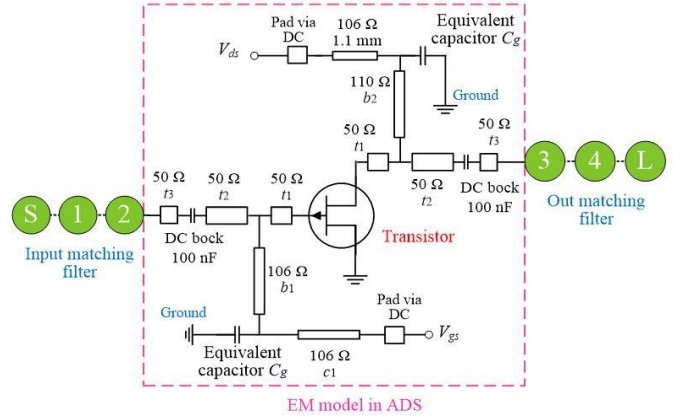 Pad via
DC
106 Ω
1.1 mm
Equivalent
capacitor Cg
Vds
110 Ω
b2
Ground
50 Ω
t1
50 Ω
t3
50 Ω
t2
DC bock
100 nF
3
4
L
Out matching
filter
50 Ω
t3
50 Ω
t2
50 Ω
t1
S
1
2
Input matching
filter
DC bock
100 nF
Transistor
106 Ω
b1
Ground
Equivalent
capacitor Cg
106 Ω
c1
Pad via
DC
Vgs
EM model in ADS